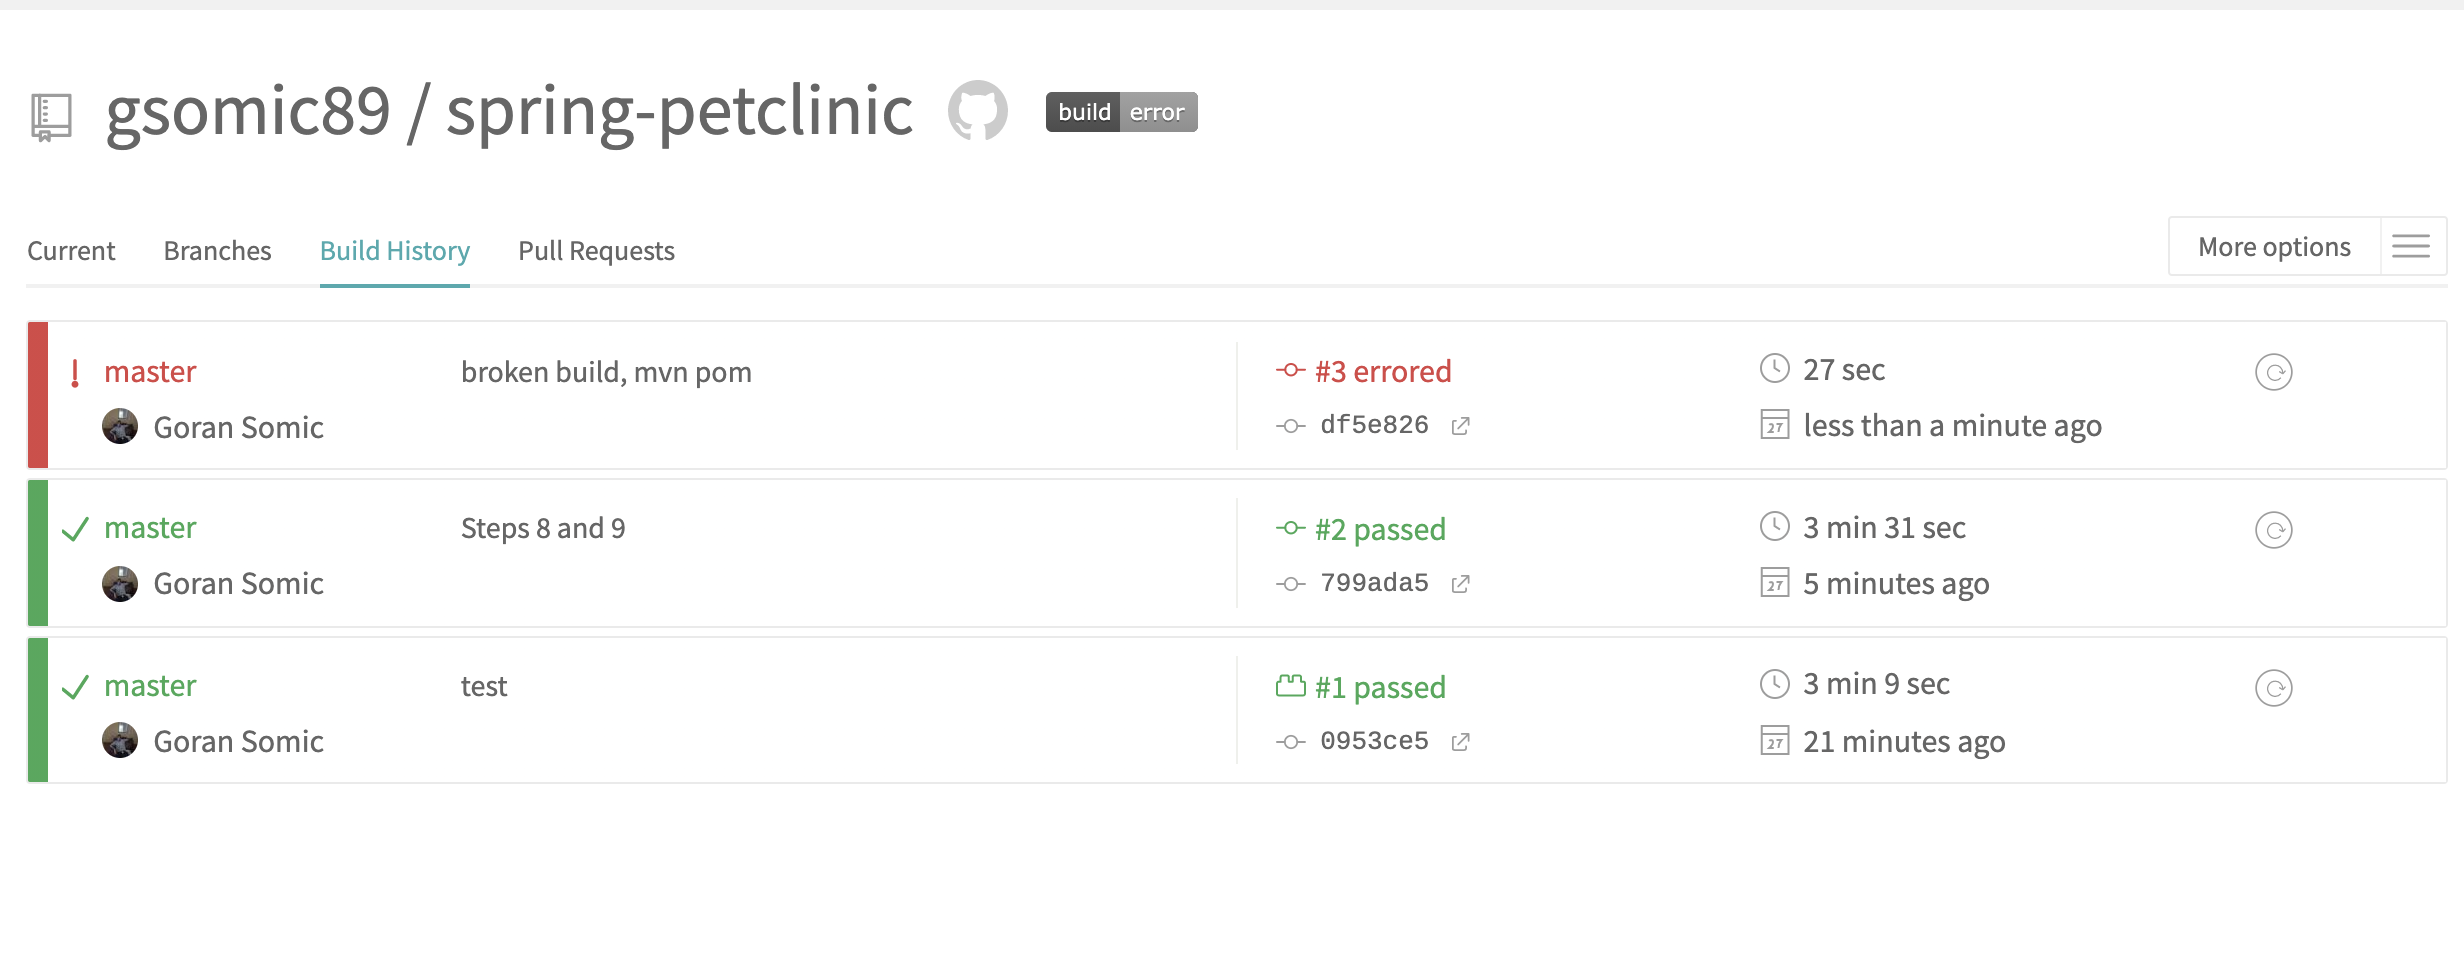 gsomic89 / spring-petclinic build error
Current Branches Build History Pull Requests More options
master broken build, mvn pom #3 errored 27 sec
Goran Somic df5e826 27 less than a minute ago
master Steps 8 and 9 #2 passed 3 min 31 sec
Goran Somic 799ada5 27 5 minutes ago
master test #1 passed 3 min 9 sec
Goran Somic 0953ce5 27 21 minutes ago